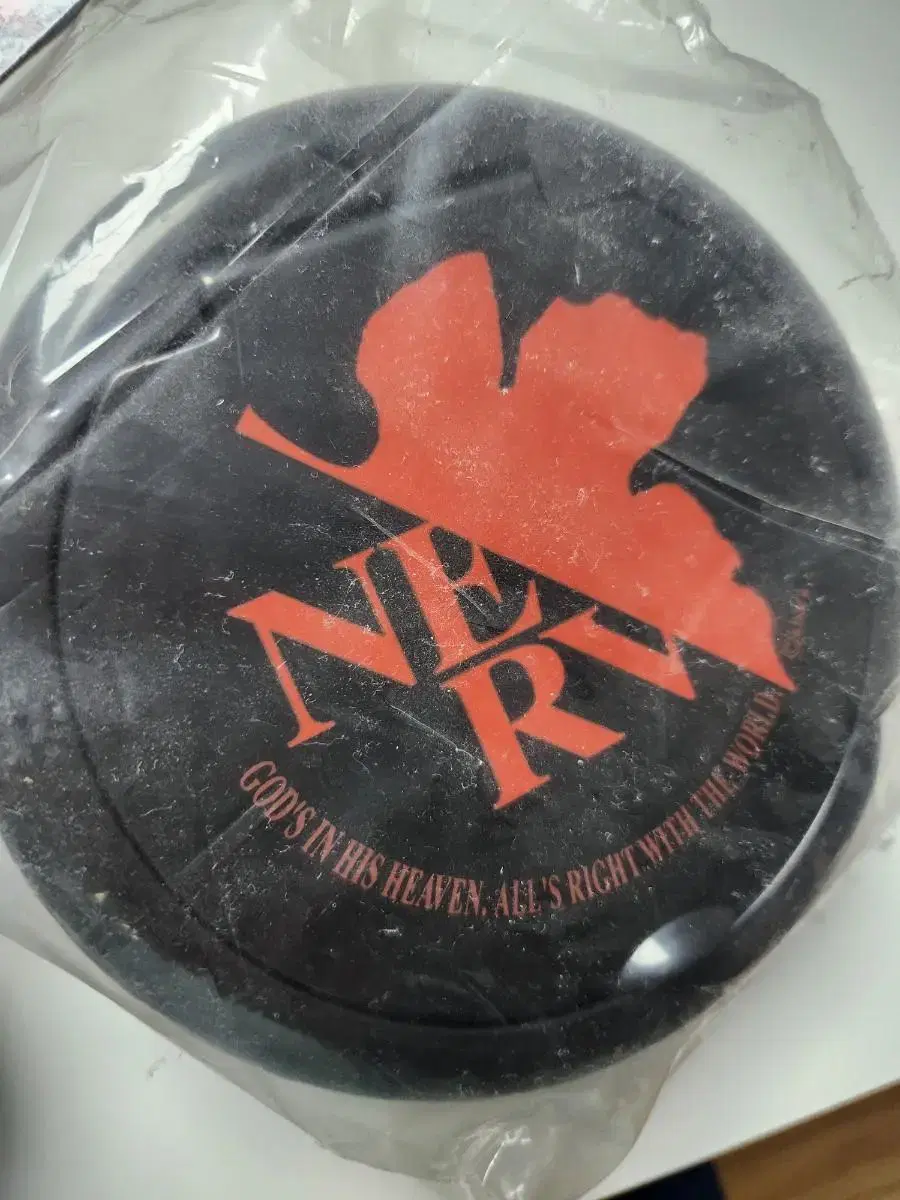 NERV
GOD'S IN HIS HEAVEN. ALL'S RIGHT WITH THE WORLD.